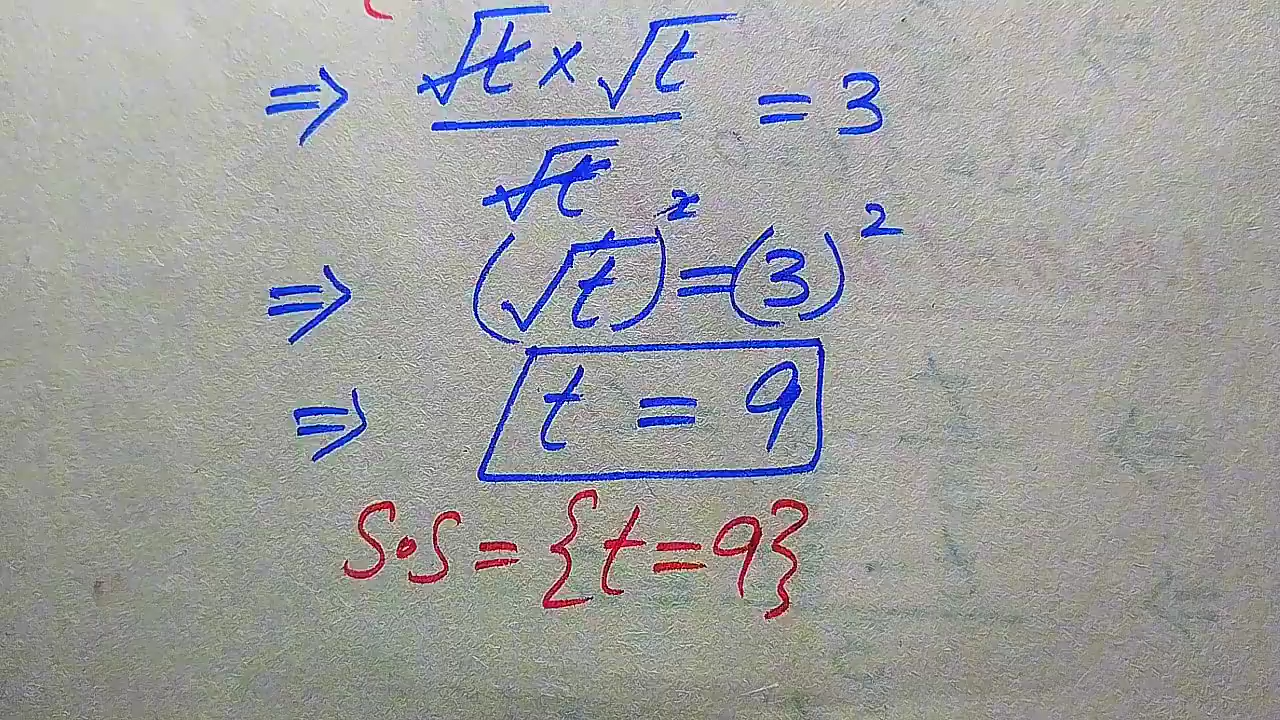 ⇒ (√t × √t)/√t = 3
⇒ (√t)² = (3)²
⇒ t = 9
S.S = {t = 9}